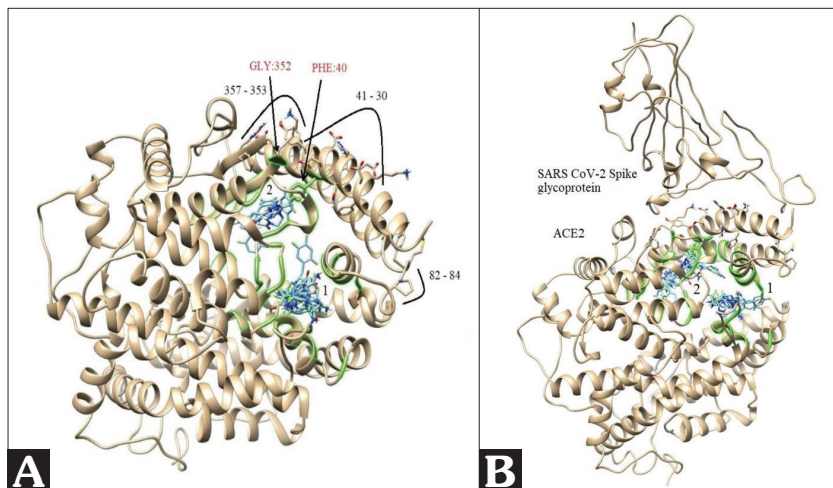 GLY:352
PHE:40
357 - 353
41 - 30
2
82 - 84
1
A
SARS CoV-2 Spike
glycoprotein
ACE2
2
1
B